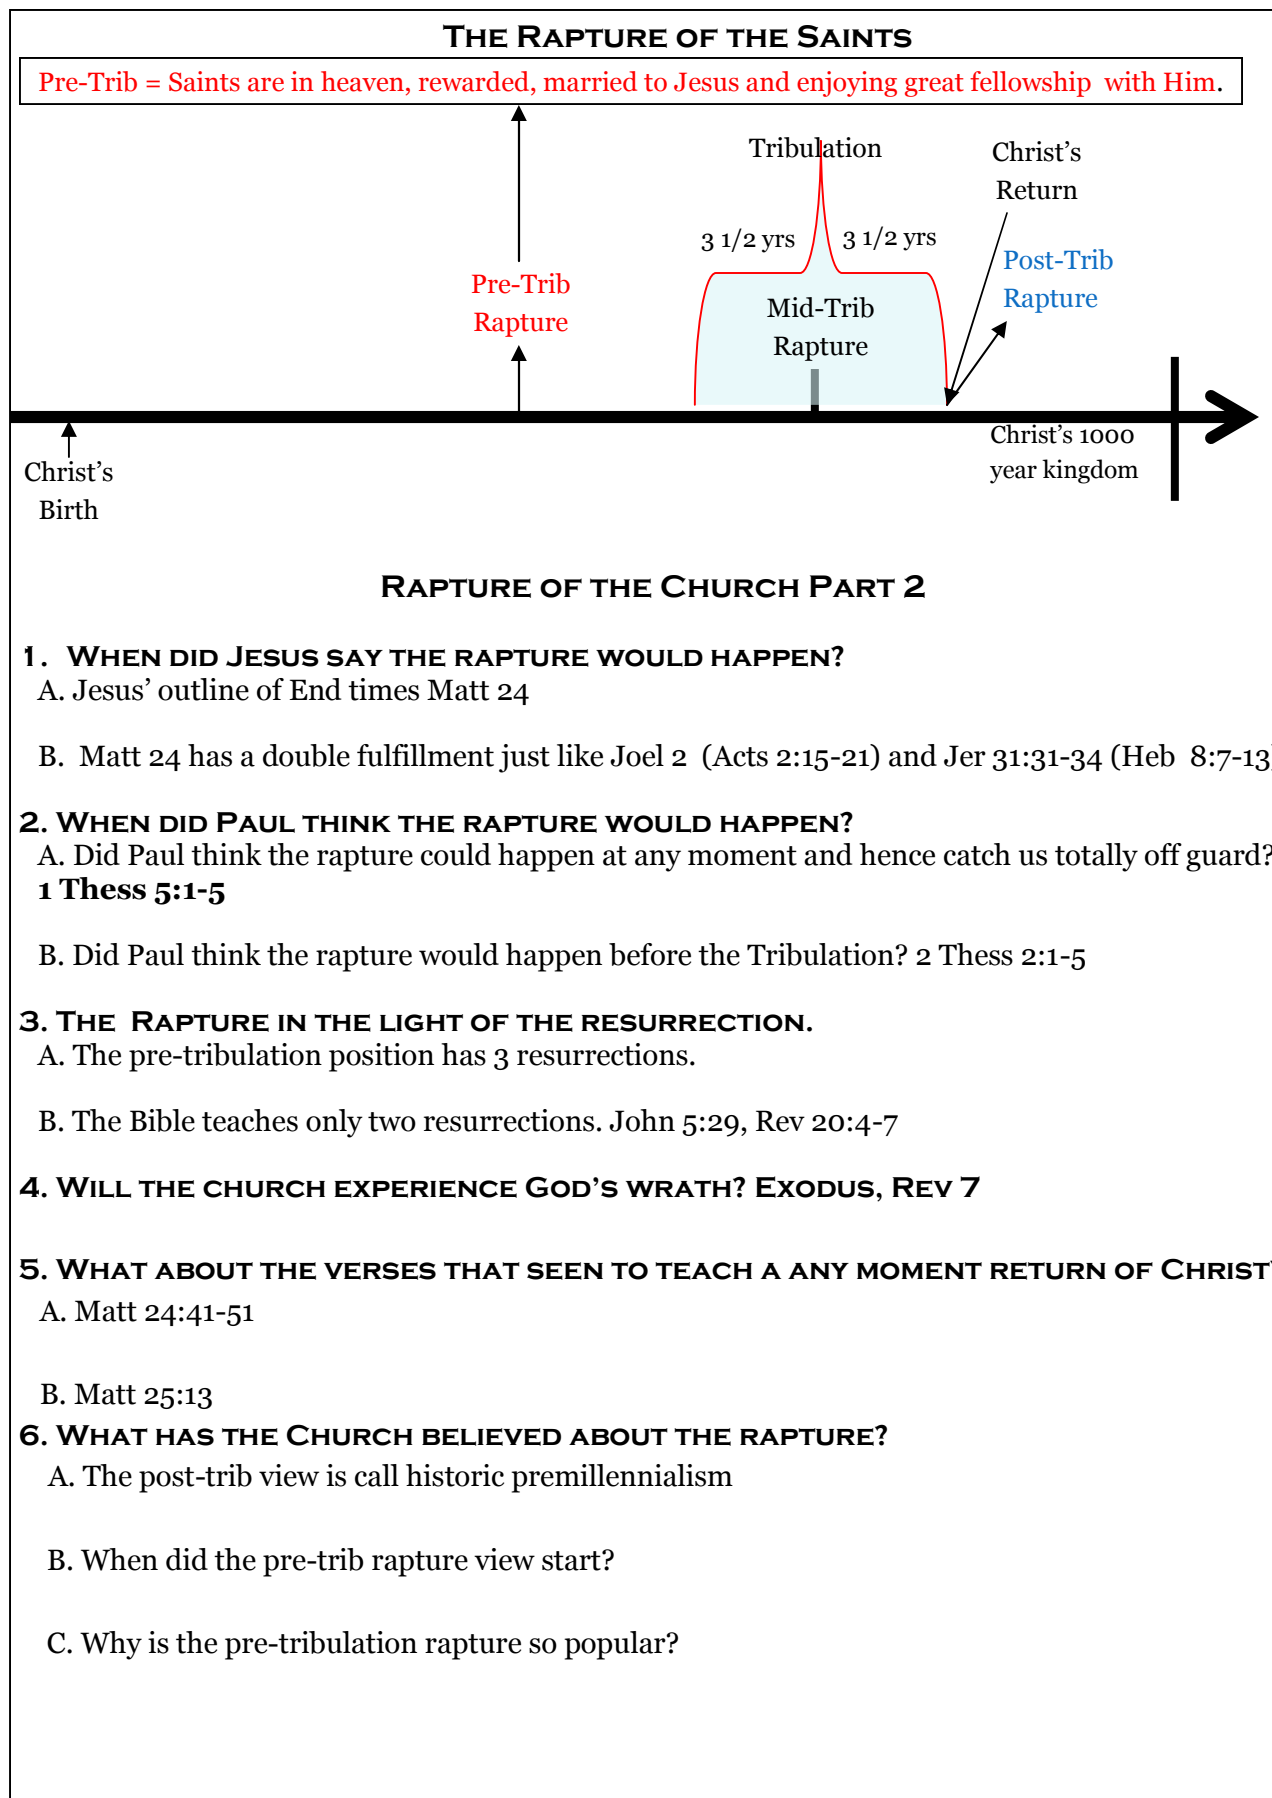 The Rapture of the Saints
Pre-Trib = Saints are in heaven, rewarded, married to Jesus and enjoying great fellowship  with Him.
Tribulation
Christ’s
Return
3 1/2 yrs
3 1/2 yrs
Post-Trib
Rapture
Pre-Trib
Rapture
Mid-Trib
Rapture
Christ’s 1000
year kingdom
Christ’s
Birth
Rapture of the Church Part 2
1.  When did Jesus say the rapture would happen?
A. Jesus’ outline of End times Matt 24
B.  Matt 24 has a double fulfillment just like Joel 2  (Acts 2:15-21) and Jer 31:31-34 (Heb  8:7-13)
2. When did Paul think the rapture would happen?
A. Did Paul think the rapture could happen at any moment and hence catch us totally off guard?
1 Thess 5:1-5
B. Did Paul think the rapture would happen before the Tribulation? 2 Thess 2:1-5
3. The  Rapture in the light of the resurrection.
A. The pre-tribulation position has 3 resurrections.
B. The Bible teaches only two resurrections. John 5:29, Rev 20:4-7
4. Will the church experience God’s wrath? Exodus, Rev 7
5. What about the verses that seen to teach a any moment return of Christ?
A. Matt 24:41-51
B. Matt 25:13
6. What has the Church believed about the rapture?
A. The post-trib view is call historic premillennialism
B. When did the pre-trib rapture view start?
C. Why is the pre-tribulation rapture so popular?